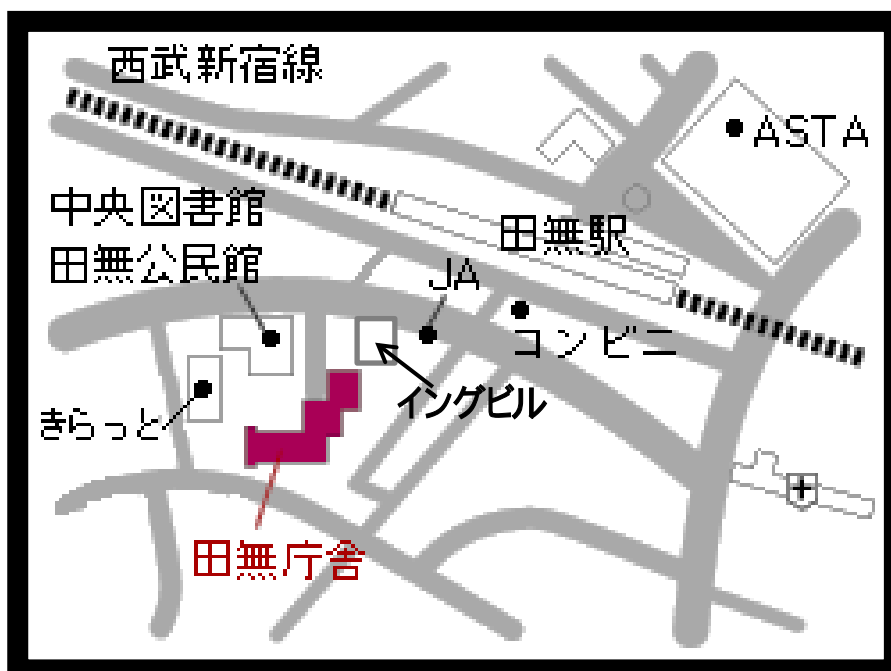 西武新宿線
ASTA
中央図書館
田無公民館
田無駅
JA
コンビニ
イングビル
きらっと
田無庁舎